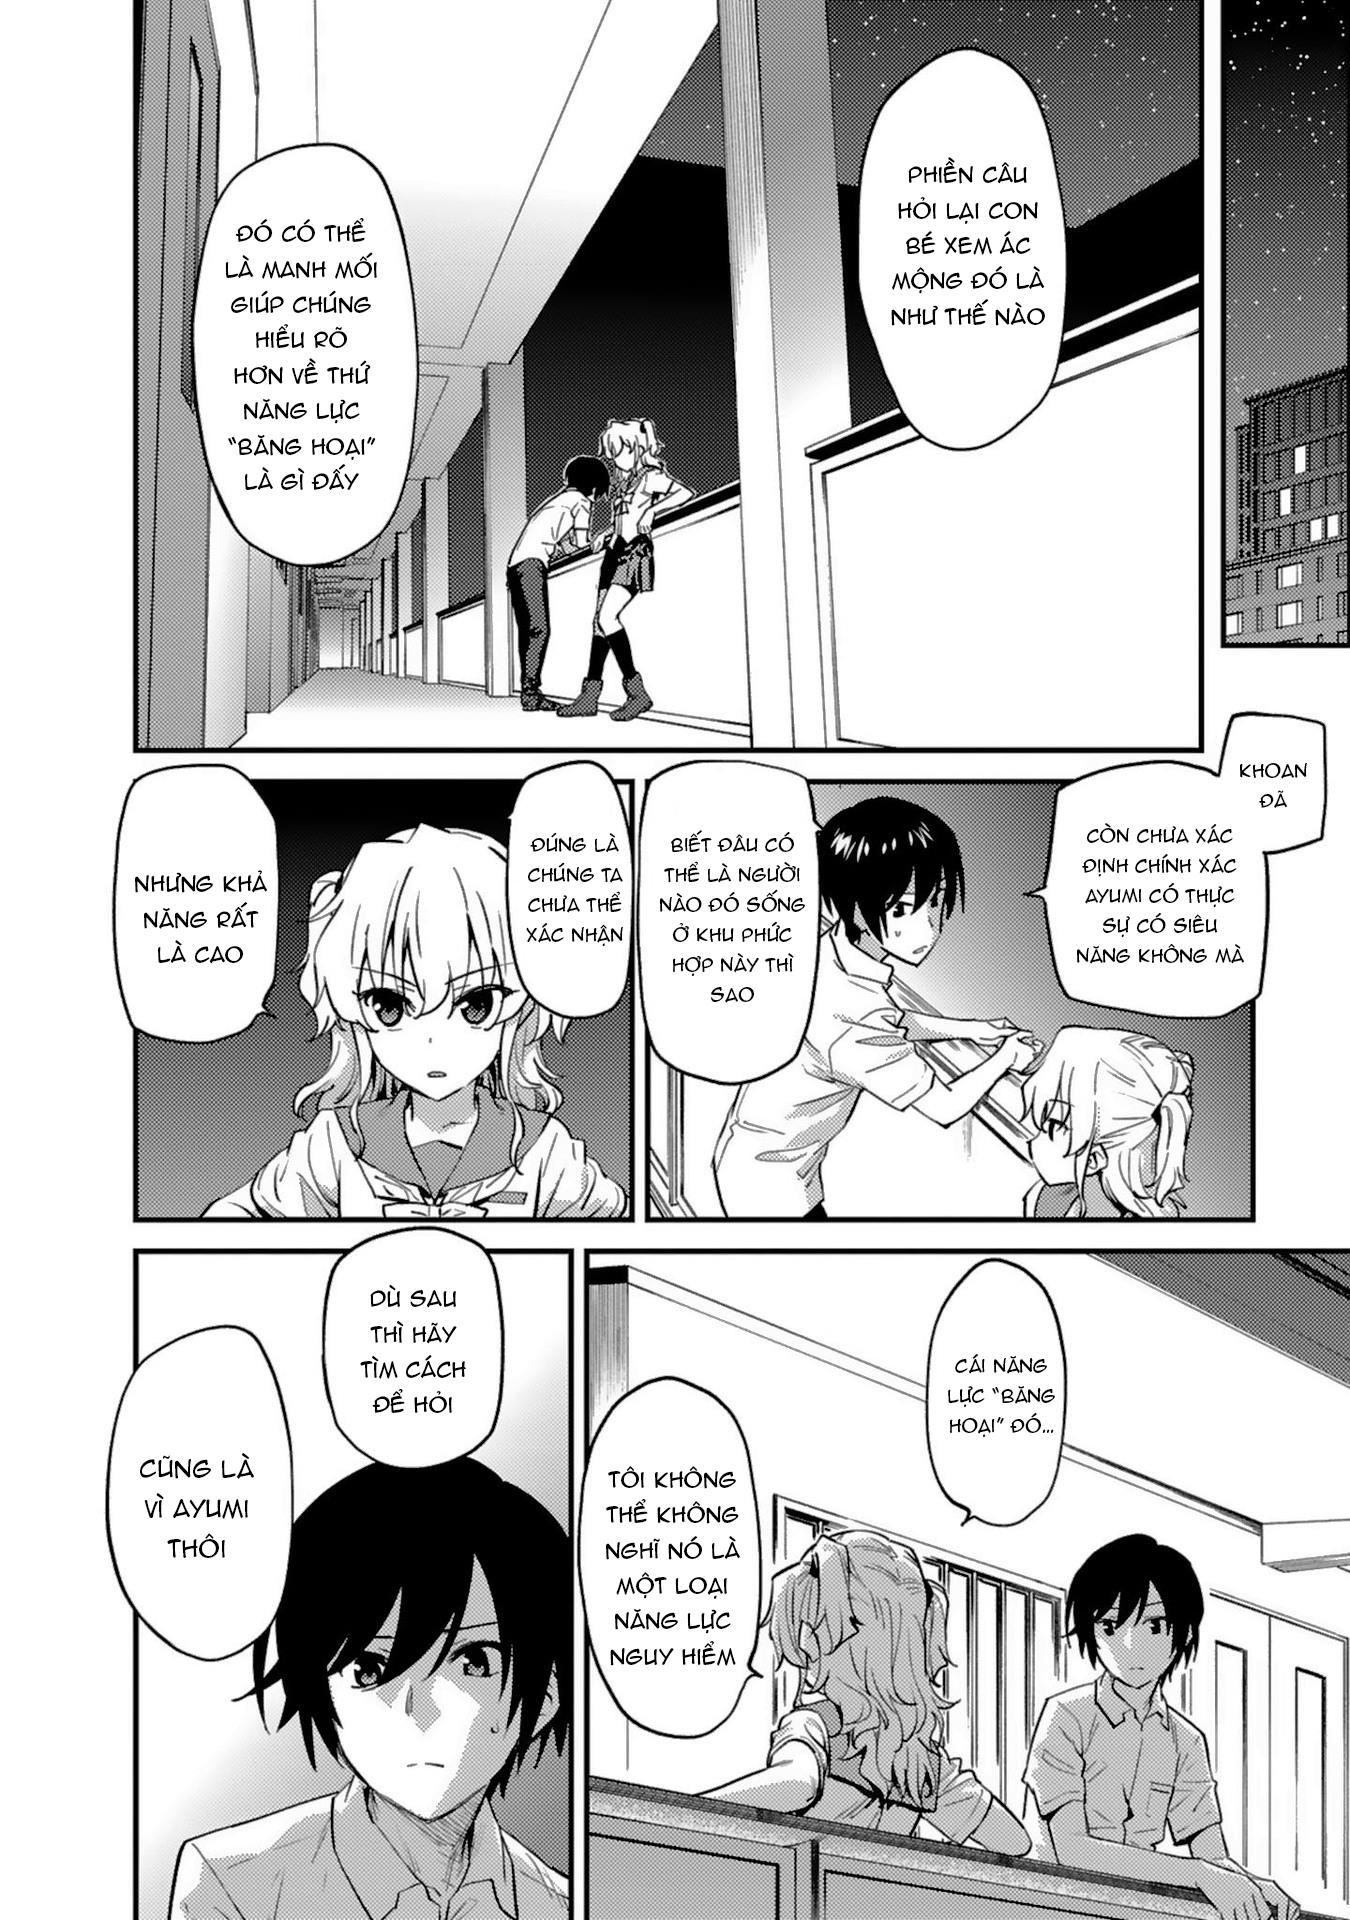 PHIỀN CÂU
HỎI LẠI CON
BÉ XEM ÁC
MỘNG ĐÓ LÀ
NHƯ THẾ NÀO
ĐÓ CÓ THỂ
LÀ MANH MỐI
GIÚP CHÚNG
HIỂU RÕ
HƠN VỀ THỨ
NĂNG LỰC
“BĂNG HOẠI”
LÀ GÌ ĐẤY
KHOAN
ĐÃ
CÒN CHƯA XÁC
ĐỊNH CHÍNH XÁC
AYUMI CÓ THỰC
SỰ CÓ SIÊU
NĂNG KHÔNG MÀ
BIẾT ĐÂU CÓ
THỂ LÀ NGƯỜI
NÀO ĐÓ SỐNG
Ở KHU PHỨC
HỢP NÀY THÌ
SAO
ĐÚNG LÀ
CHÚNG TA
CHƯA THỂ
XÁC NHẬN
NHƯNG KHẢ
NĂNG RẤT
LÀ CAO
CÁI NĂNG
LỰC “BĂNG
HOẠI” ĐÓ...
TÔI KHÔNG
THỂ KHÔNG
NGHĨ NÓ LÀ
MỘT LOẠI
NĂNG LỰC
NGUY HIỂM
DÙ SAU
THÌ HÃY
TÌM CÁCH
ĐỂ HỎI
CŨNG LÀ
VÌ AYUMI
THÔI